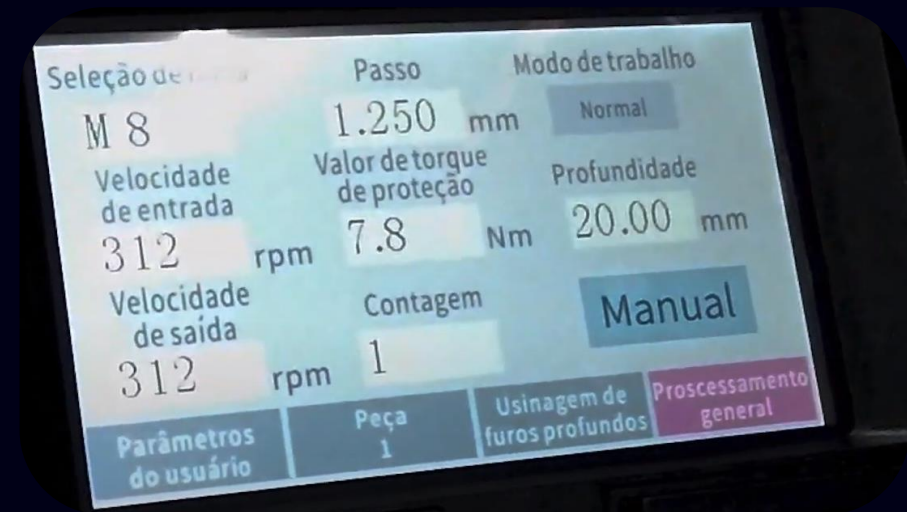 Seleção de
Passo
Modo de trabalho
M 8
1.250 mm
Normal
Velocidade
de entrada
Valor de torque
de proteção
Profundidade
312 rpm
7.8 Nm
20.00 mm
Velocidade
de saída
Contagem
Manual
312 rpm
1
Parâmetros
do usuário
Peça
1
Usinagem de
furos profundos
Proscessamento
general